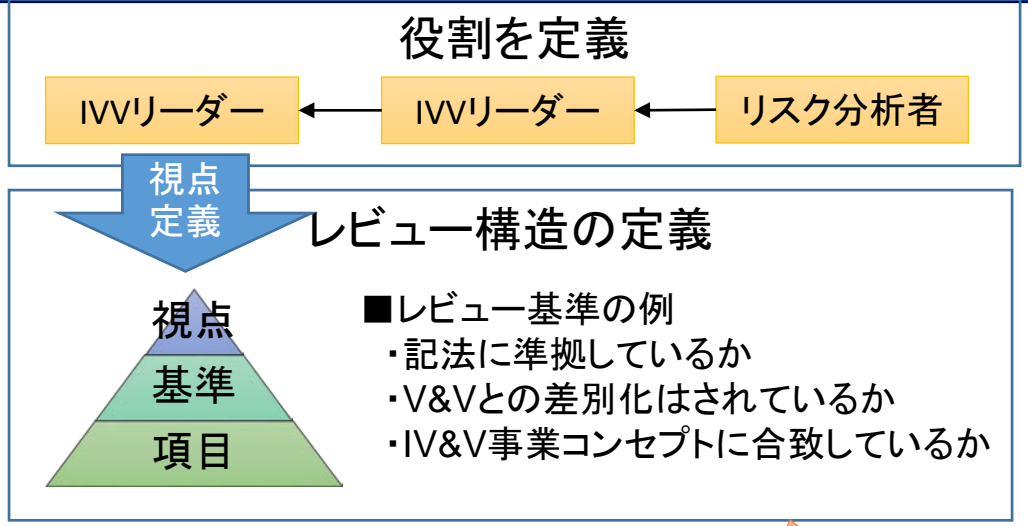 役割を定義
IVVリーダー
IVVリーダー
リスク分析者
視点
定義
レビュー構造の定義
視点
基準
項目
■レビュー基準の例
・記法に準拠しているか
・V&Vとの差別化はされているか
・IV&V事業コンセプトに合致しているか